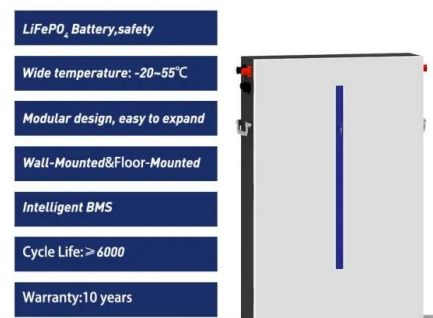 LiFePO₄ Battery,safety
Wide temperature: -20~55℃
Modular design, easy to expand
Wall-Mounted&Floor-Mounted
Intelligent BMS
Cycle Life:≥6000
Warranty:10 years